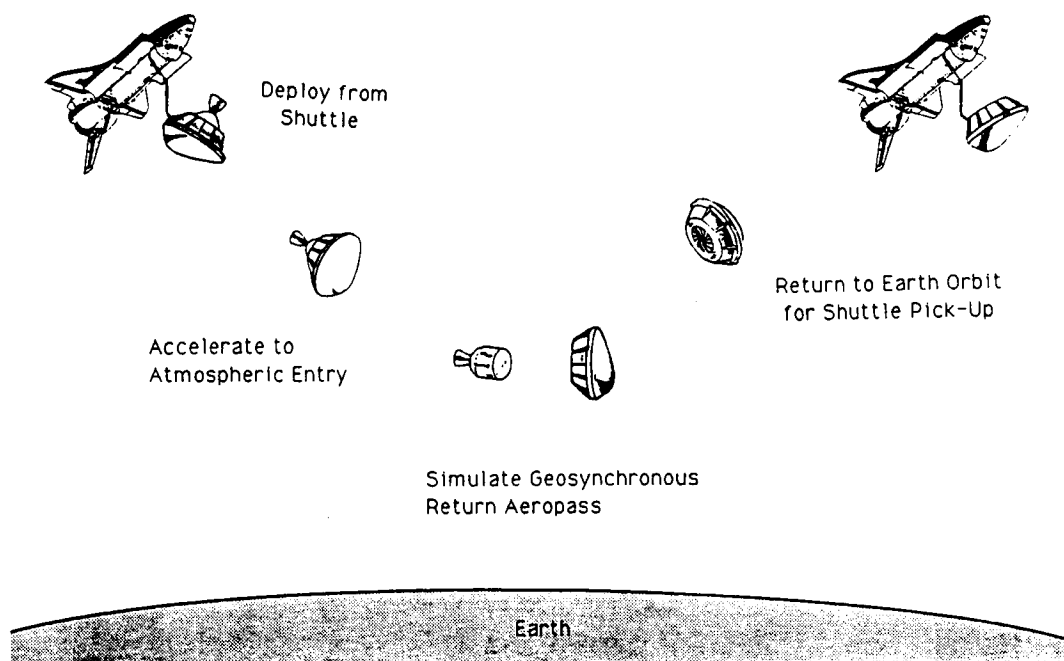 Deploy from
Shuttle
Accelerate to
Atmospheric Entry
Simulate Geosynchronous
Return Aeropass
Return to Earth Orbit
for Shuttle Pick-Up
Earth